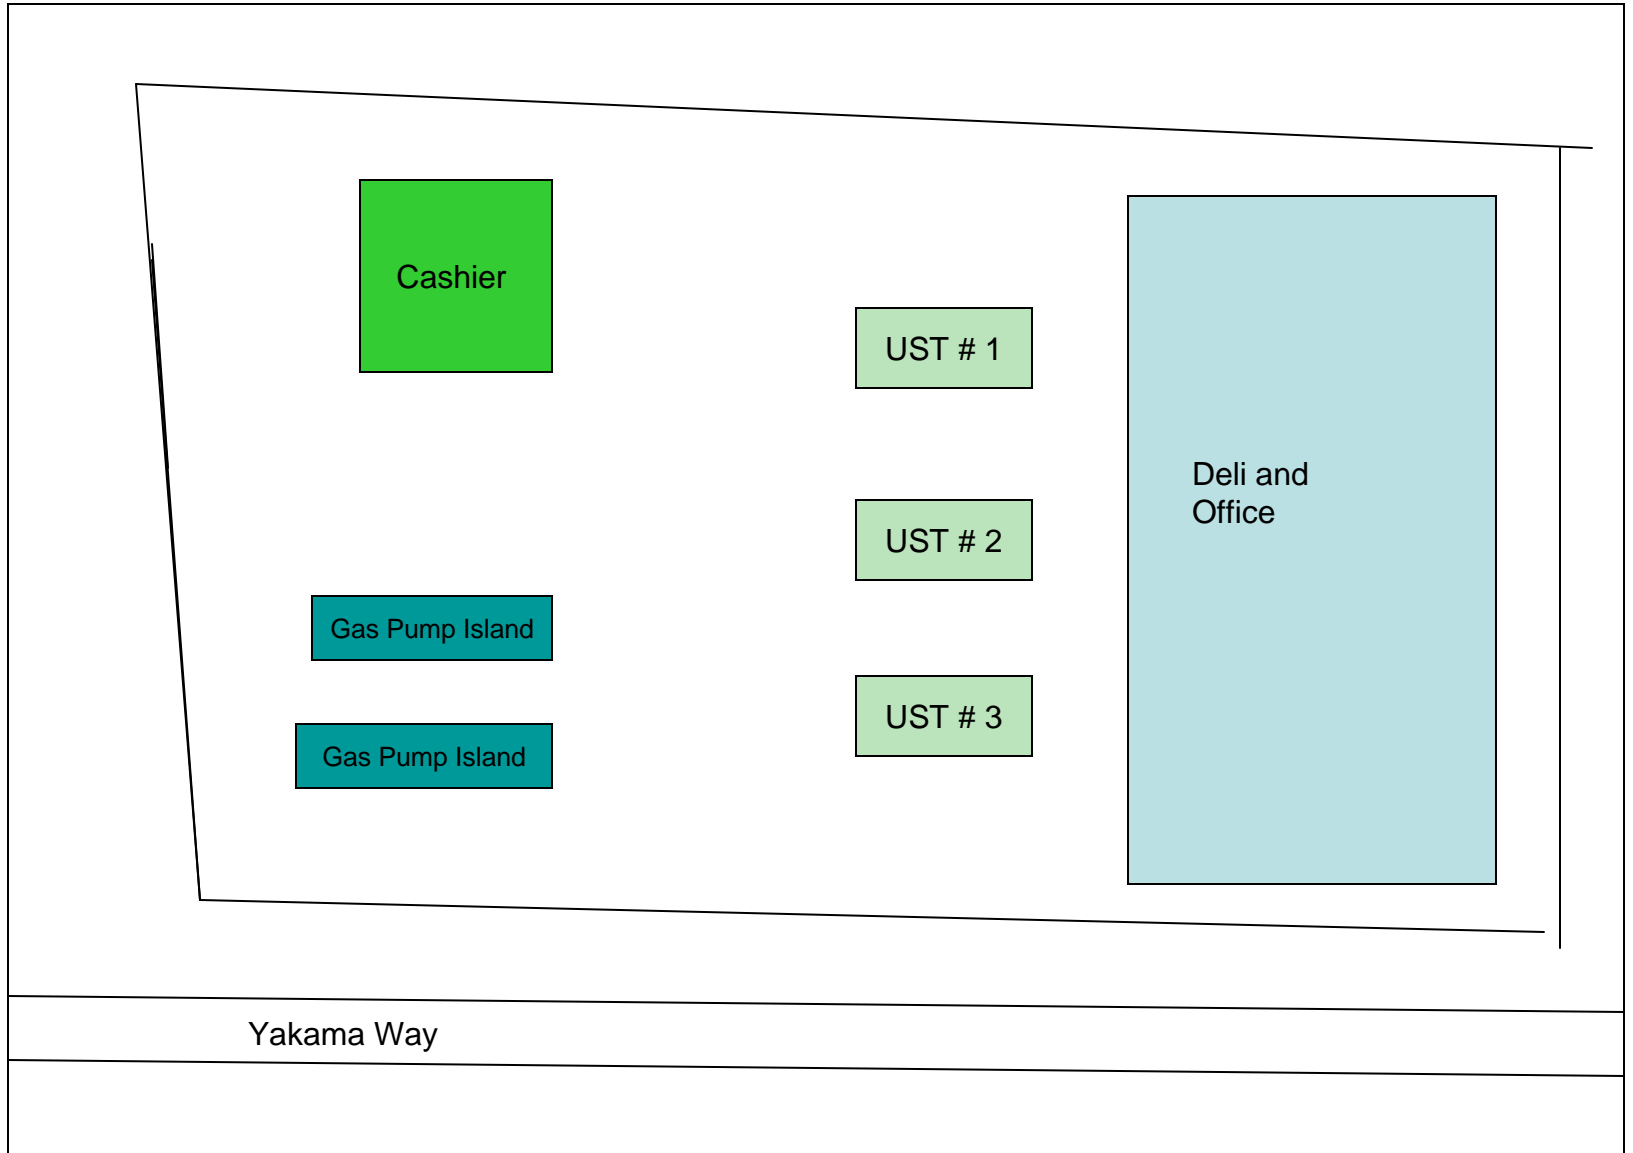 Cashier
UST # 1
Deli and
Office
UST # 2
Gas Pump Island
UST # 3
Gas Pump Island
Yakama Way